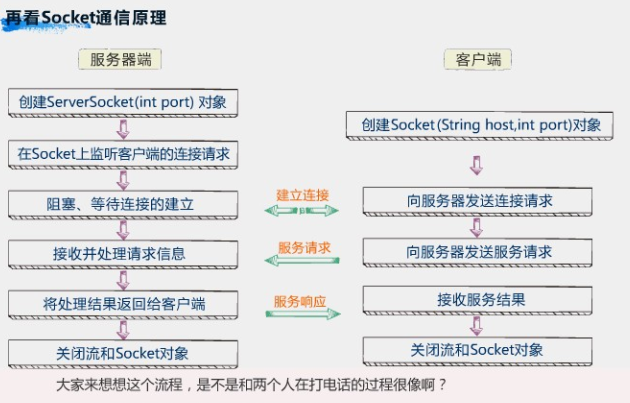 再看Socket通信原理
服务器端
客户端
创建ServerSocket(int port) 对象
创建Socket(String host,int port)对象
在Socket上监听客户端的连接请求
阻塞、等待连接的建立
建立连接
向服务器发送连接请求
接收并处理请求信息
服务请求
向服务器发送服务请求
将处理结果返回给客户端
服务响应
接收服务结果
关闭流和Socket对象
关闭流和Socket对象
大家来想想这个流程，是不是和两个人在打电话的过程很像啊？